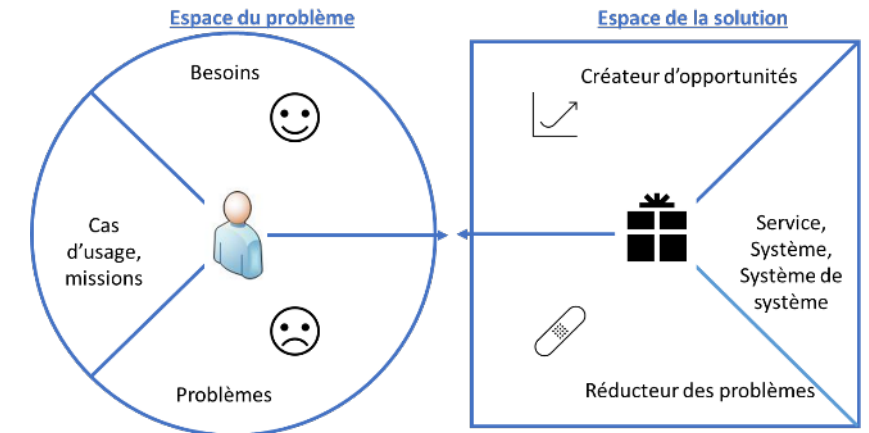 Espace du problème
Espace de la solution
Besoins
Cas
d'usage,
missions
Problèmes
Créateur d'opportunités
Service,
Système,
Système de
système
Réducteur des problèmes